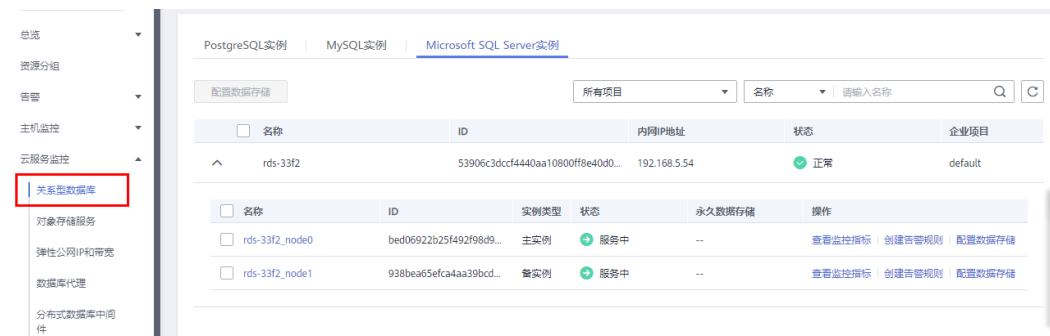 总览
资源分组
告警
主机监控
云服务监控
关系型数据库
对象存储服务
弹性公网IP和带宽
数据库代理
分布式数据库中间
件
PostgreSQL实例 MySQL实例 Microsoft SQL Server实例
配置数据存储 所有项目 名称 请输入名称
名称 ID 内网IP地址 状态 企业项目
rds-33f2 53906c3dccf4440aa10800ff8e40d0... 192.168.5.54 正常 default
名称 ID 实例类型 状态 永久数据存储 操作
rds-33f2_node0 bed06922b25f492f98d9... 主实例 服务中 -- 查看监控指标 创建告警规则 配置数据存储
rds-33f2_node1 938bea65efca4aa39bcd... 备实例 服务中 -- 查看监控指标 创建告警规则 配置数据存储